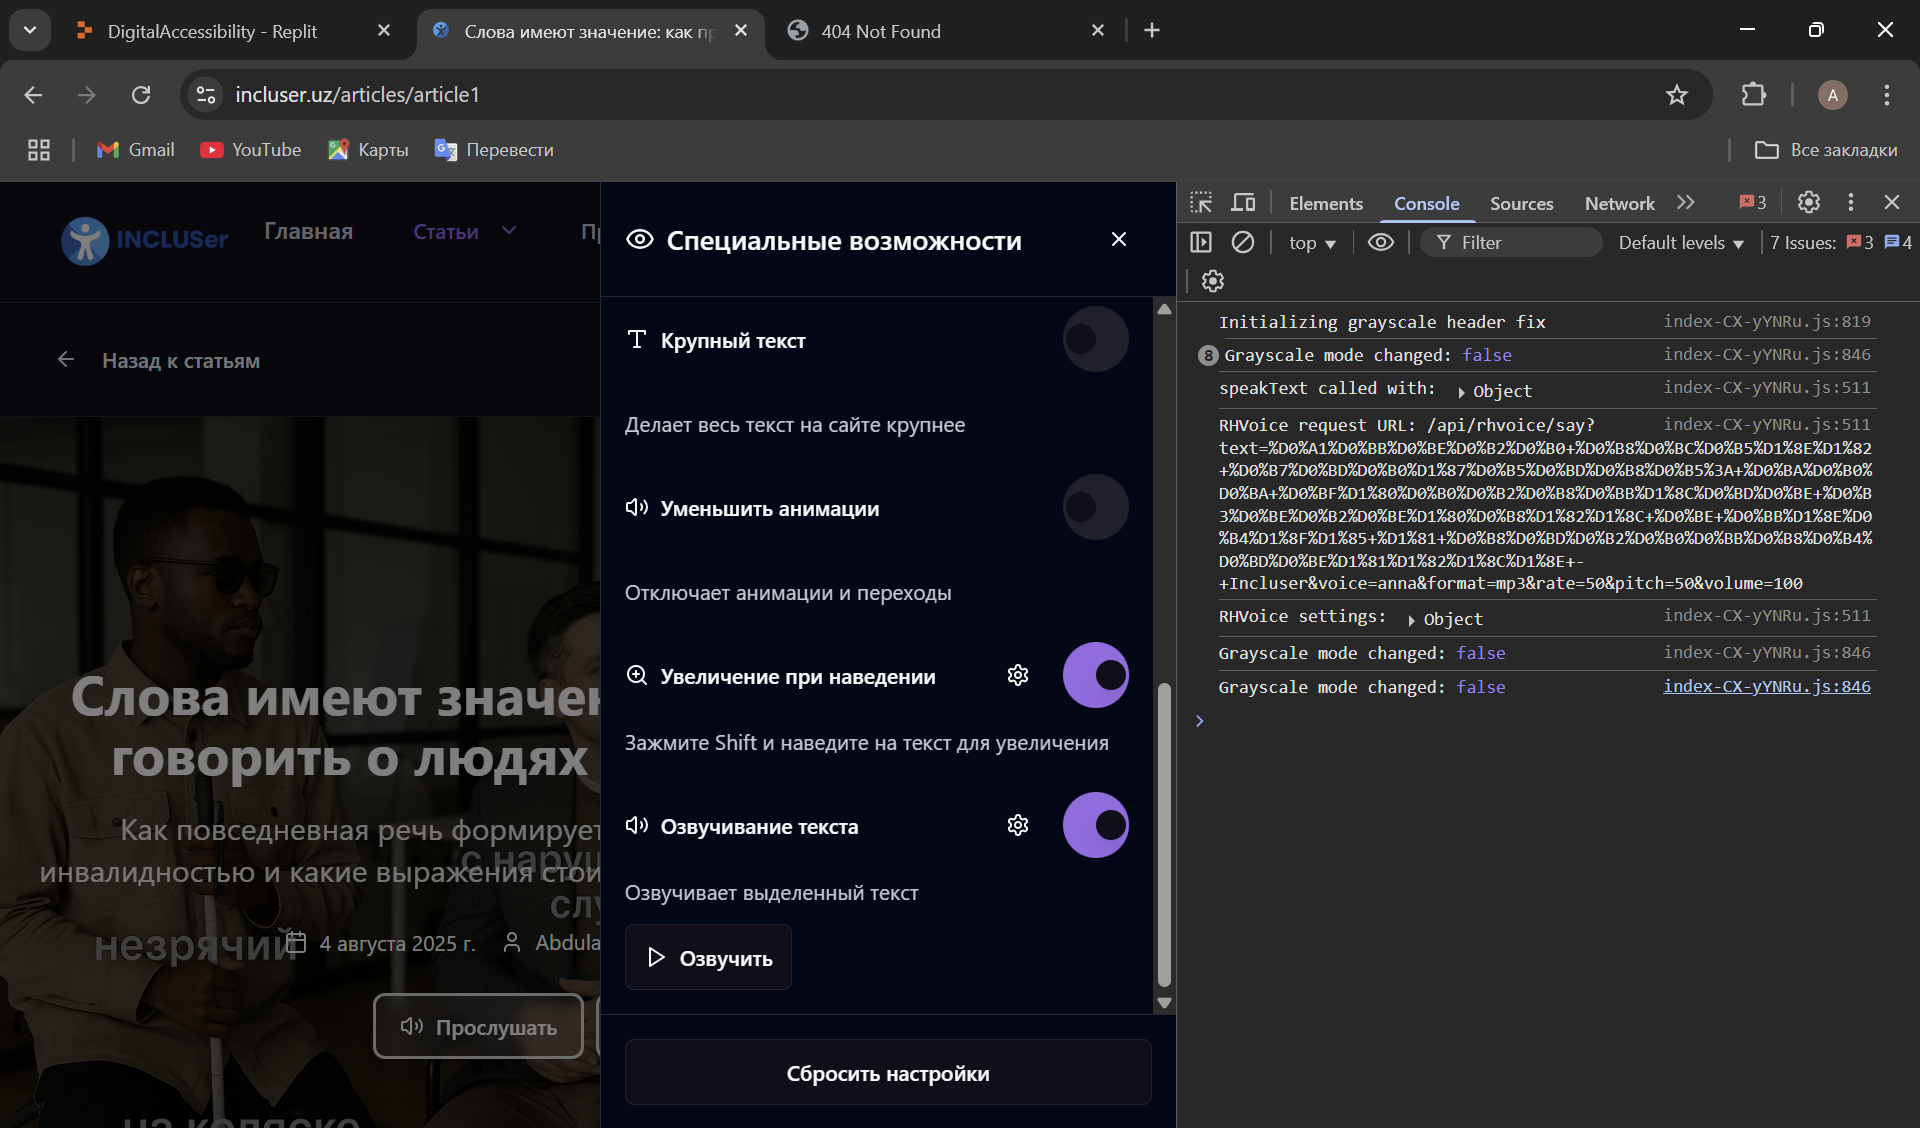 DigitalAccessibility - Replit
Слова имеют значение: как пр
404 Not Found
incluser.uz/articles/article1
A
Gmail
YouTube
Карты
Перевести
Все закладки
INCLUSer
Главная
Статьи
Пр
Назад к статьям
Слова имеют значен
говорить о людях
Как повседневная речь формирует
инвалидностью и какие выражения стои
с наруш
слу
незрячий
4 августа 2025 г.
Abdula
Прослушать
на коляске
Специальные возможности
Крупный текст
Делает весь текст на сайте крупнее
Уменьшить анимации
Отключает анимации и переходы
Увеличение при наведении
Зажмите Shift и наведите на текст для увеличения
Озвучивание текста
Озвучивает выделенный текст
Озвучить
Сбросить настройки
Elements
Console
Sources
Network
3
top
Filter
Default levels
7 Issues:
3
4
Initializing grayscale header fix index-CX-yYNRu.js:819
8 Grayscale mode changed: false index-CX-yYNRu.js:846
speakText called with: Object index-CX-yYNRu.js:511
RHVoice request URL: /api/rhvoice/say? index-CX-yYNRu.js:511
text=%D0%A1%D0%BB%D0%BE%D0%B2%D0%B0+%D0%B8%D0%BC%D0%B5%D1%8E%D1%82
+%D0%B7%D0%BD%D0%B0%D1%87%D0%B5%D0%BD%D0%B8%D0%B5%3A+%D0%BA%D0%B0%
D0%BA+%D0%BF%D1%80%D0%B0%D0%B2%D0%B8%D0%BB%D1%8C%D0%BD%D0%BE+%D0%B
3%D0%BE%D0%B2%D0%BE%D1%80%D0%B8%D1%82%D1%8C+%D0%BE+%D0%BB%D1%8E%D0
%B4%D1%8F%D1%85+%D1%81+%D0%B8%D0%BD%D0%B2%D0%B0%D0%BB%D0%B8%D0%B4%
D0%BD%D0%BE%D1%81%D1%82%D1%8C%D1%8E+-
+Incluser&voice=anna&format=mp3&rate=50&pitch=50&volume=100
RHVoice settings: Object index-CX-yYNRu.js:511
Grayscale mode changed: false index-CX-yYNRu.js:846
Grayscale mode changed: false index-CX-yYNRu.js:846